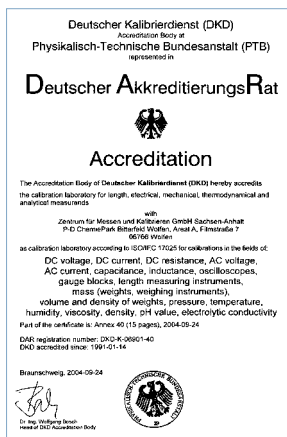 Deutscher Kalibrierdienst (DKD)
Accreditation Body at
Physikalisch-Technische Bundesanstalt (PTB)
represented in
Deutscher AkkreditierungsRat
Accreditation
The Accreditation Body of Deutscher Kalibrierdienst (DKD) hereby accredits
the calibration laboratory for length, electrical, mechanical, thermodynamical and
analytical measurands
with
Zentrum für Messen und Kalibrieren GmbH Sachsen-Anhalt
P-D ChemiePark Bitterfeld Wolfen, Areal A, Filmstraße 7
06766 Wolfen
as calibration laboratory according to ISO/IEC 17025 for calibrations in the fields of:
DC voltage, DC current, DC resistance, AC voltage,
AC current, capacitance, inductance, oscilloscopes,
gauge blocks, length measuring instruments,
mass (weights, weighing instruments),
volume and density of weights, pressure, temperature,
humidity, viscosity, density, pH value, electrolytic conductivity
Part of the certificate is: Annex 40 (15 pages), 2004-09-24
DAR registration number: DKD-K-06901-40
DKD accredited since: 1991-01-14
Braunschweig, 2004-09-24
Dr. Ing. Wolfgang Bosch
Head of DKD Accreditation Body
PHYSIKALISCH-TECHNISCHE BUNDESANSTALT